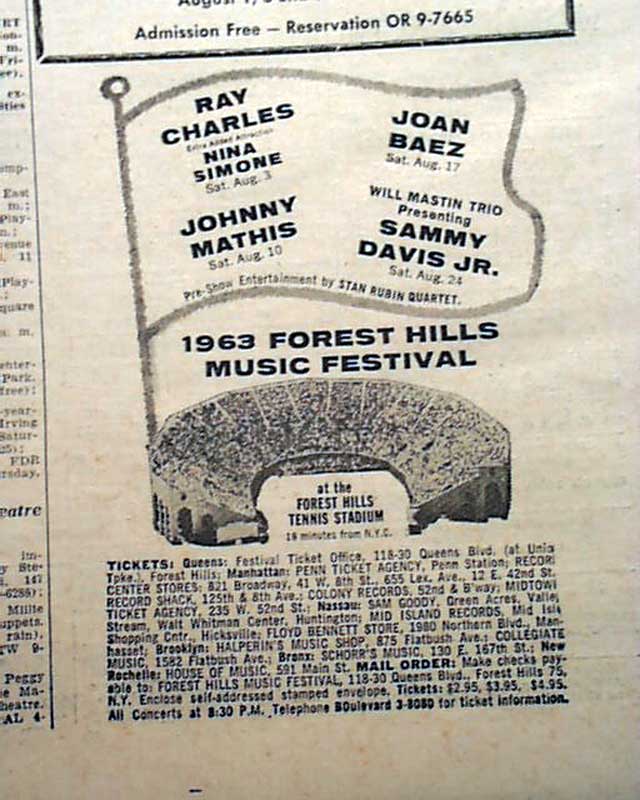 Admission Free — Reservation OR 9-7665
RAY
CHARLES
Extra Added Attraction
NINA
SIMONE
Sat. Aug. 3
JOAN
BAEZ
Sat. Aug. 17
JOHNNY
MATHIS
Sat. Aug. 10
WILL MASTIN TRIO
Presenting
SAMMY
DAVIS JR.
Sat. Aug. 24
Pre-Show Entertainment by STAN RUBIN QUARTET.
1963 FOREST HILLS
MUSIC FESTIVAL
at the
FOREST HILLS
TENNIS STADIUM
18 minutes from N.Y.C.
TICKETS: Queens: Festival Ticket Office, 118-30 Queens Blvd. (at Union
Tpke.), Forest Hills; Manhattan: PENN TICKET AGENCY, Penn Station; RECORD
CENTER STORES: 821 Broadway, 41 W. 8th St., 655 Lex. Ave., 12 E. 42nd St.
RECORD SHACK, 125th & 8th Ave.; COLONY RECORDS, 52nd & B'way; MIDTOWN
TICKET AGENCY, 235 W. 52nd St.; Nassau: SAM GOODY, Green Acres, Valley
Stream, Walt Whitman Center, Huntington; MID ISLAND RECORDS, Mid Isle
Shopping Cntr., Hicksville; FLOYD BENNETT STORE, 1980 Northern Blvd., Man-
hasset; Brooklyn: HALPERIN'S MUSIC SHOP, 875 Flatbush Ave.; COLLEGIATE
MUSIC, 1582 Flatbush Ave.; Bronx: SCHORR'S MUSIC, 130 E. 167th St.; New
Rochelle: HOUSE OF MUSIC, 591 Main St. MAIL ORDER: Make checks pay-
able to: FOREST HILLS MUSIC FESTIVAL, 118-30 Queens Blvd., Forest Hills 75,
N.Y. Enclose self-addressed stamped envelope. Tickets: $2.95, $3.95, $4.95.
All Concerts at 8:30 P.M. Telephone BOulevard 3-8080 for ticket information.